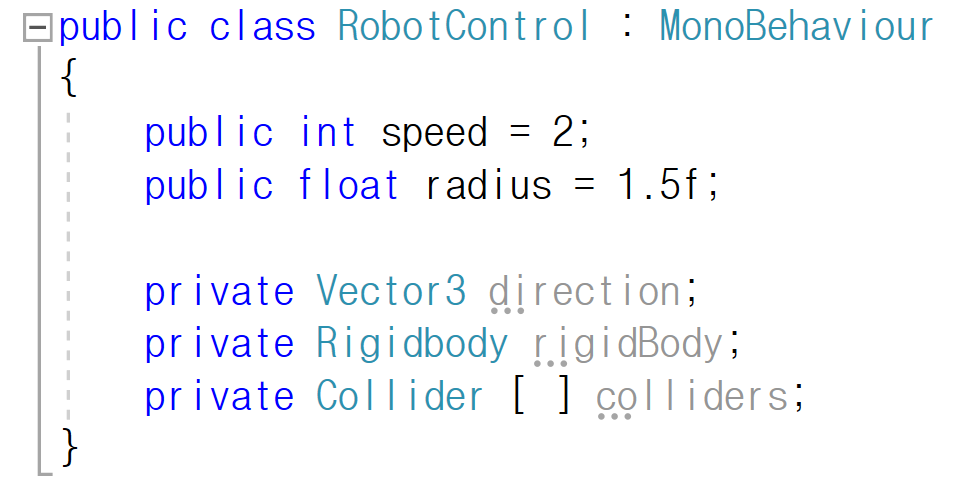 public class RobotControl : MonoBehaviour
{
public int speed = 2;
public float radius = 1.5f;
private Vector3 direction;
private Rigidbody rigidBody;
private Collider [ ] colliders;
}